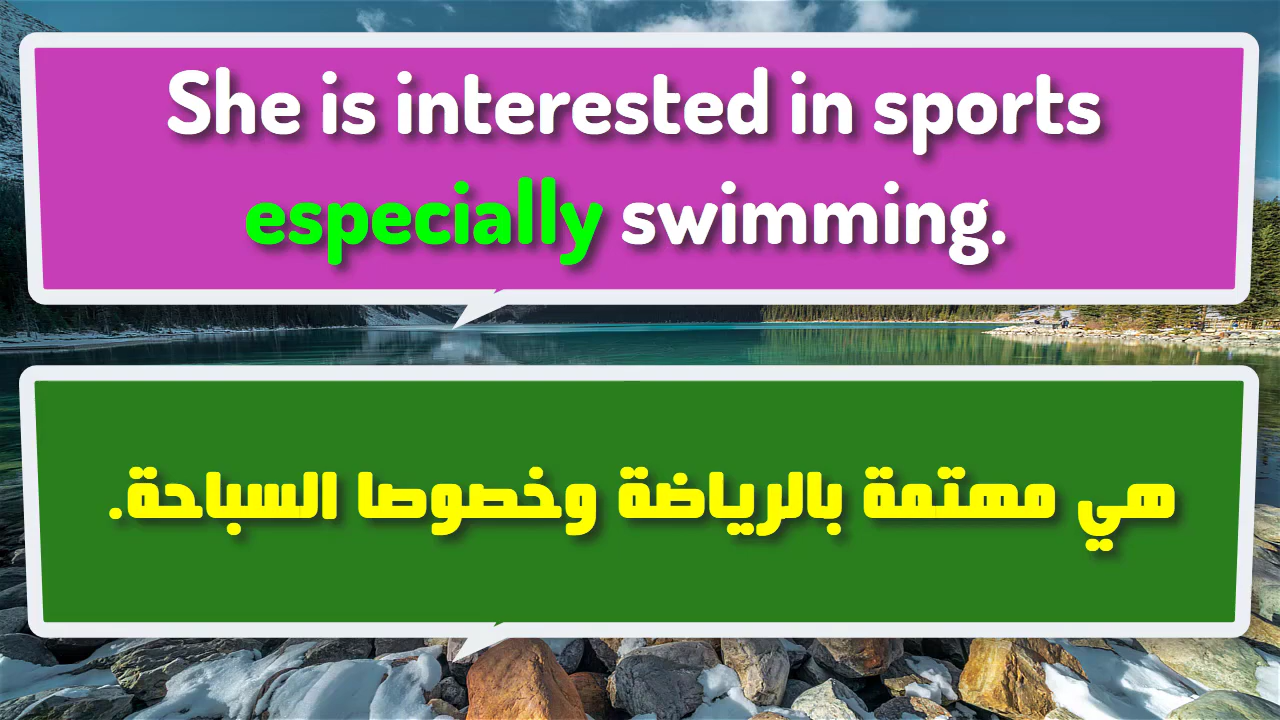 She is interested in sports
especially swimming.
هي مهتمة بالرياضة وخصوصا السباحة.